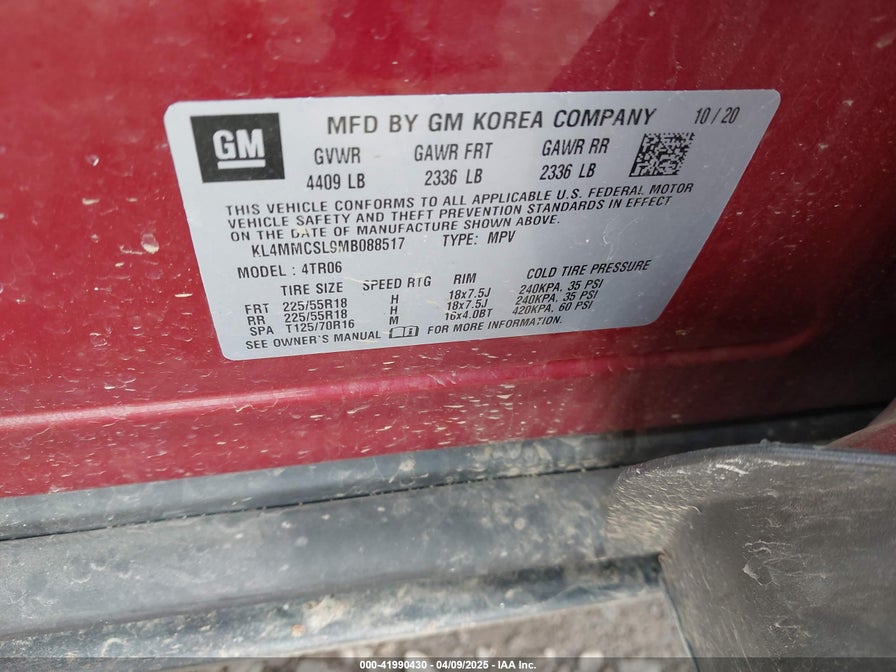 GM
MFD BY GM KOREA COMPANY 10/20
GVWR GAWR FRT GAWR RR
4409 LB 2336 LB 2336 LB
THIS VEHICLE CONFORMS TO ALL APPLICABLE U.S. FEDERAL MOTOR
VEHICLE SAFETY AND THEFT PREVENTION STANDARDS IN EFFECT
ON THE DATE OF MANUFACTURE SHOWN ABOVE.
KL4MMCSL9MB088517 TYPE: MPV
MODEL : 4TR06
TIRE SIZE SPEED RTG RIM COLD TIRE PRESSURE
FRT 225/55R18 H 18x7.5J 240KPA, 35 PSI
RR 225/55R18 H 18x7.5J 240KPA, 35 PSI
SPA T125/70R16 M 16x4.0BT 420KPA, 60 PSI
SEE OWNER'S MANUAL FOR MORE INFORMATION.
000-41990430 - 04/09/2025 - IAA Inc.